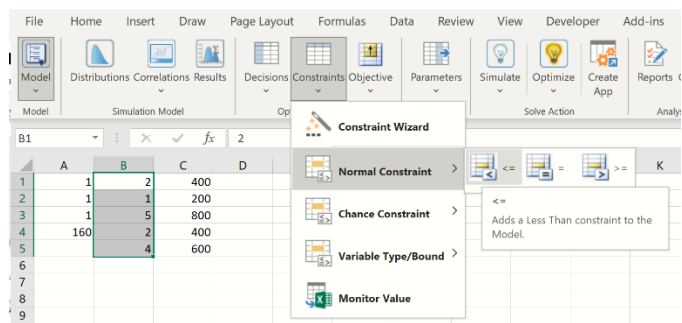 File Home Insert Draw Page Layout Formulas Data Review View Developer Add-ins
Model Distributions Correlations Results Decisions Constraints Objective Parameters Simulate Optimize Create App Reports
Model Simulation Model Op Solve Action Analys
B1 fx 2
A B C D K
1 1 2 400
2 1 1 200
3 1 5 800
4 160 2 400
5 4 600
6
7
8
9
Constraint Wizard
Normal Constraint > <= = >=
<=
Adds a Less Than constraint to the
Model.
Chance Constraint >
Variable Type/Bound >
Monitor Value